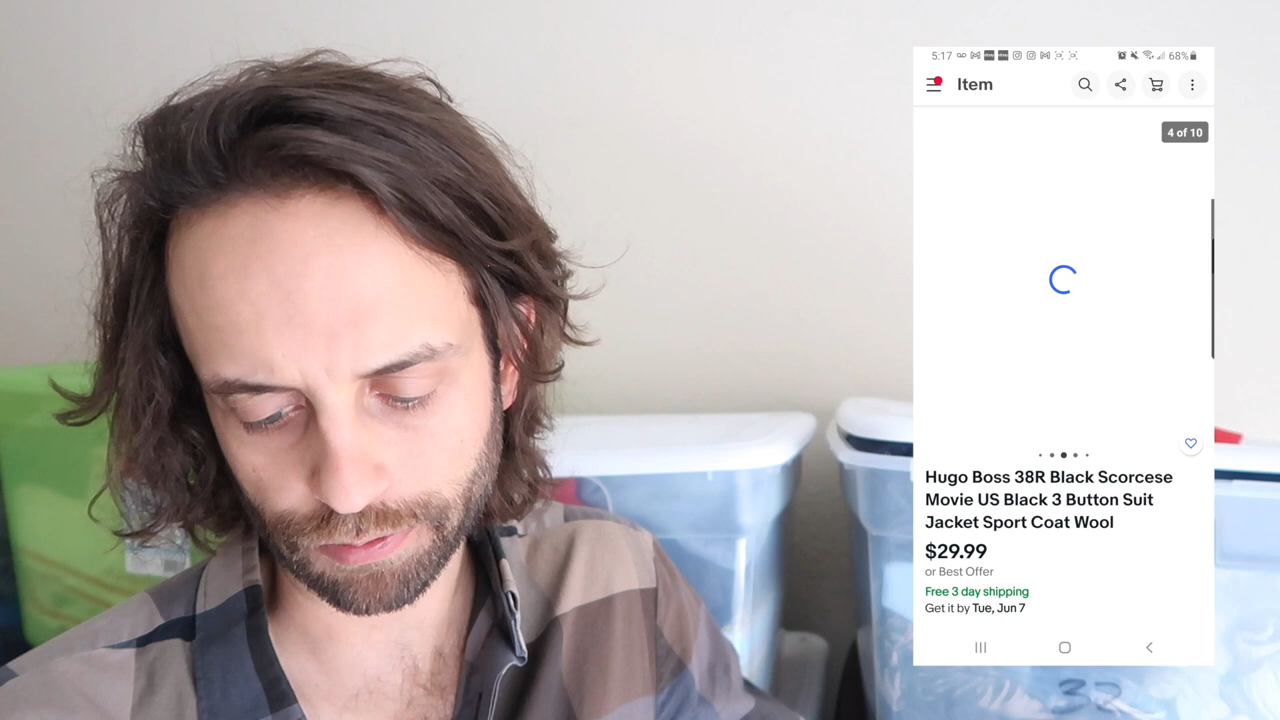 5:17
68%
Item
4 of 10
Hugo Boss 38R Black Scorcese
Movie US Black 3 Button Suit
Jacket Sport Coat Wool
$29.99
or Best Offer
Free 3 day shipping
Get it by Tue, Jun 7
32